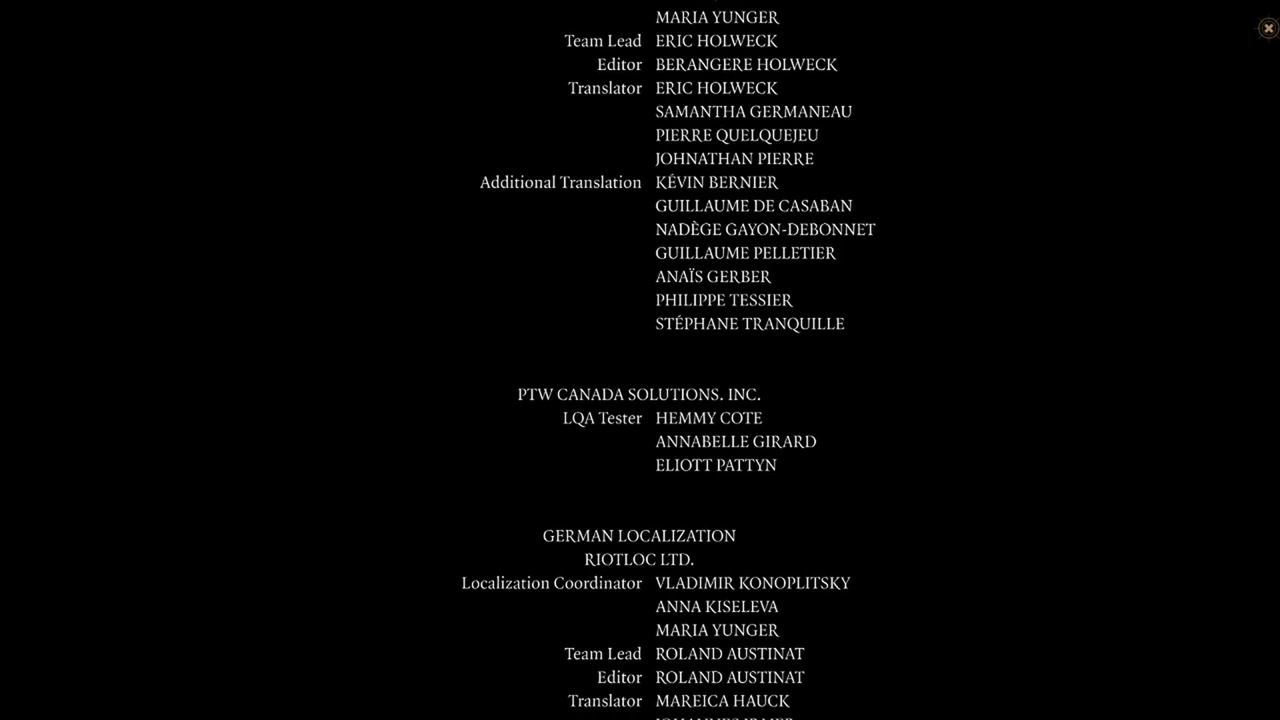 MARIA YUNGER
Team Lead ERIC HOLWECK
Editor BERANGERE HOLWECK
Translator ERIC HOLWECK
SAMANTHA GERMANEAU
PIERRE QUELQUEJEU
JOHNATHAN PIERRE
Additional Translation KÉVIN BERNIER
GUILLAUME DE CASABAN
NADÈGE GAYON-DEBONNET
GUILLAUME PELLETIER
ANAÏS GERBER
PHILIPPE TESSIER
STÉPHANE TRANQUILLE
PTW CANADA SOLUTIONS. INC.
LQA Tester HEMMY COTE
ANNABELLE GIRARD
ELIOTT PATTYN
GERMAN LOCALIZATION
RIOTLOC LTD.
Localization Coordinator VLADIMIR KONOPLITSKY
ANNA KISELEVA
MARIA YUNGER
Team Lead ROLAND AUSTINAT
Editor ROLAND AUSTINAT
Translator MAREICA HAUCK